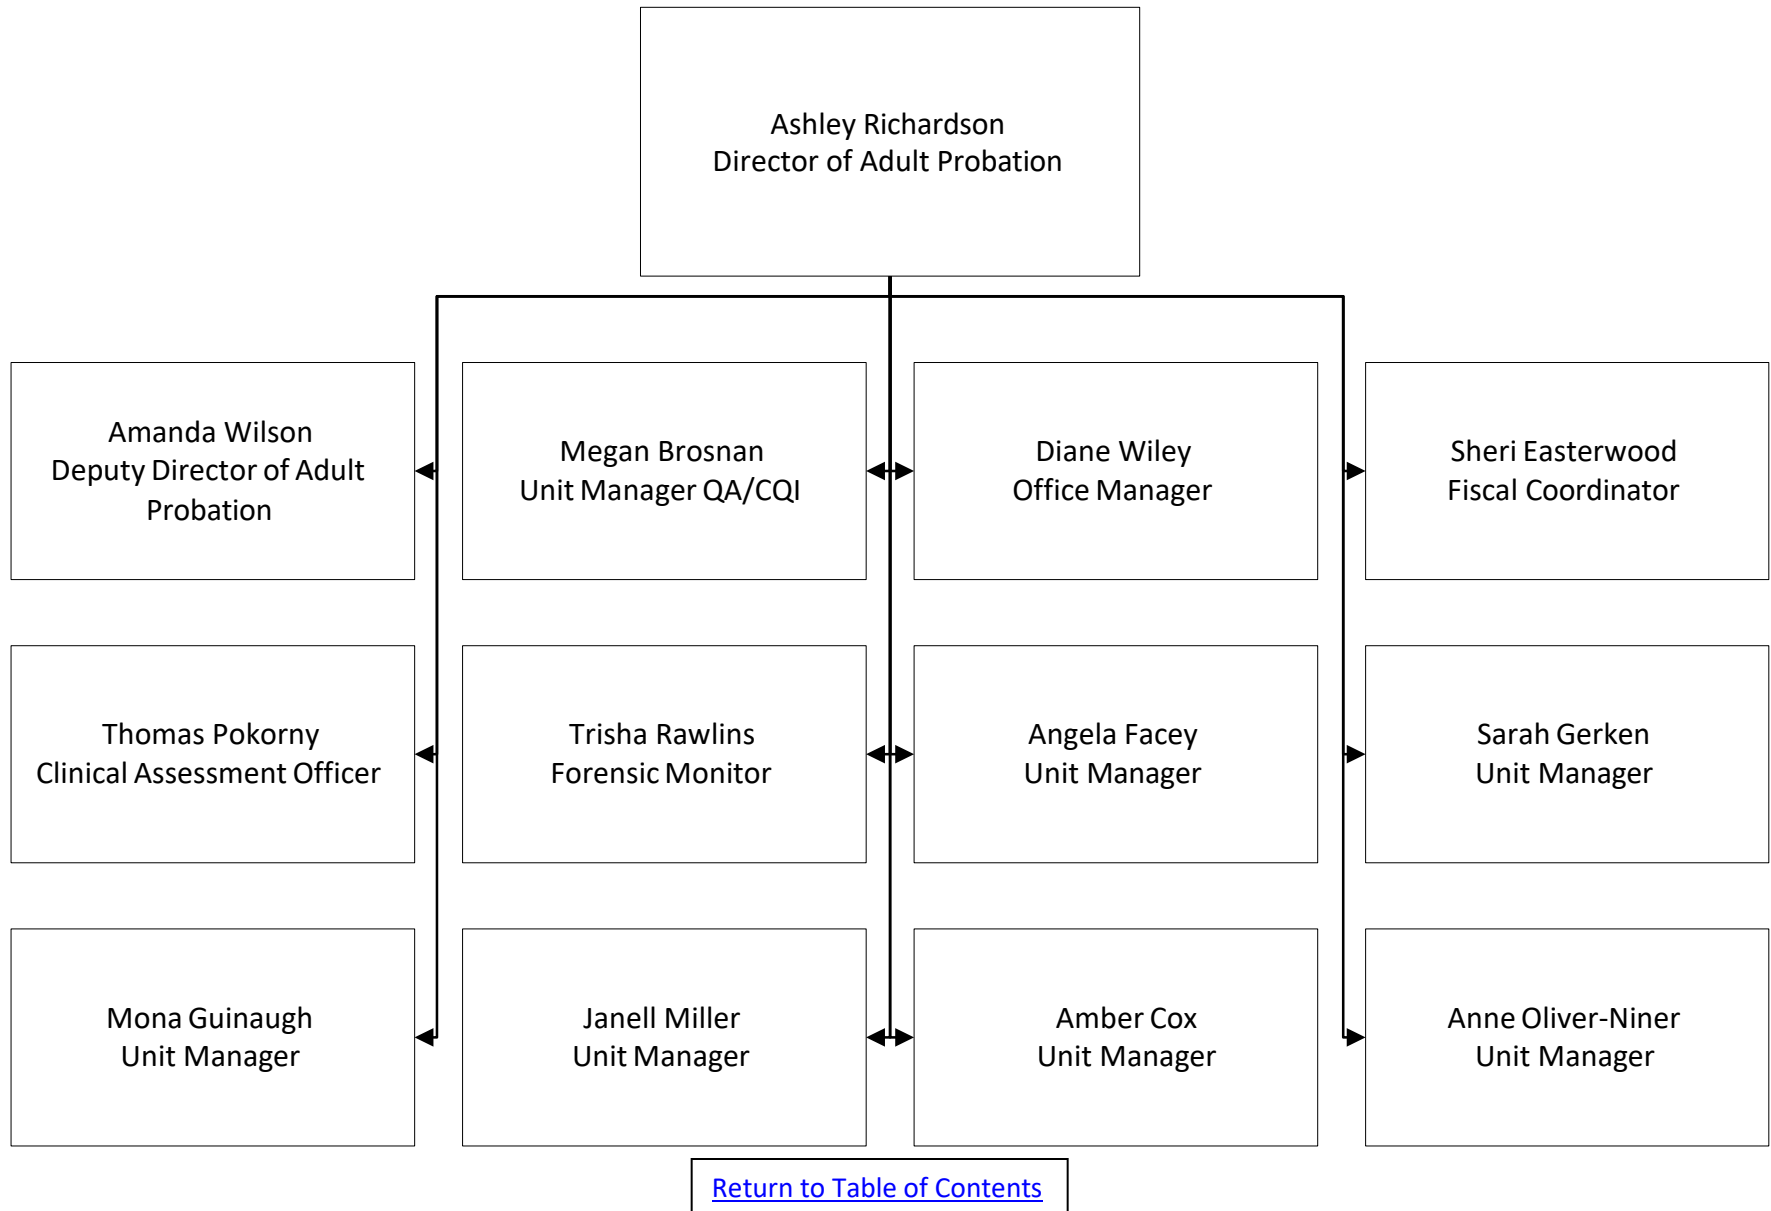 Ashley Richardson
Director of Adult Probation
Amanda Wilson
Deputy Director of Adult
Probation
Megan Brosnan
Unit Manager QA/CQI
Diane Wiley
Office Manager
Sheri Easterwood
Fiscal Coordinator
Thomas Pokorny
Clinical Assessment Officer
Trisha Rawlins
Forensic Monitor
Angela Facey
Unit Manager
Sarah Gerken
Unit Manager
Mona Guinaugh
Unit Manager
Janell Miller
Unit Manager
Amber Cox
Unit Manager
Anne Oliver-Niner
Unit Manager
Return to Table of Contents